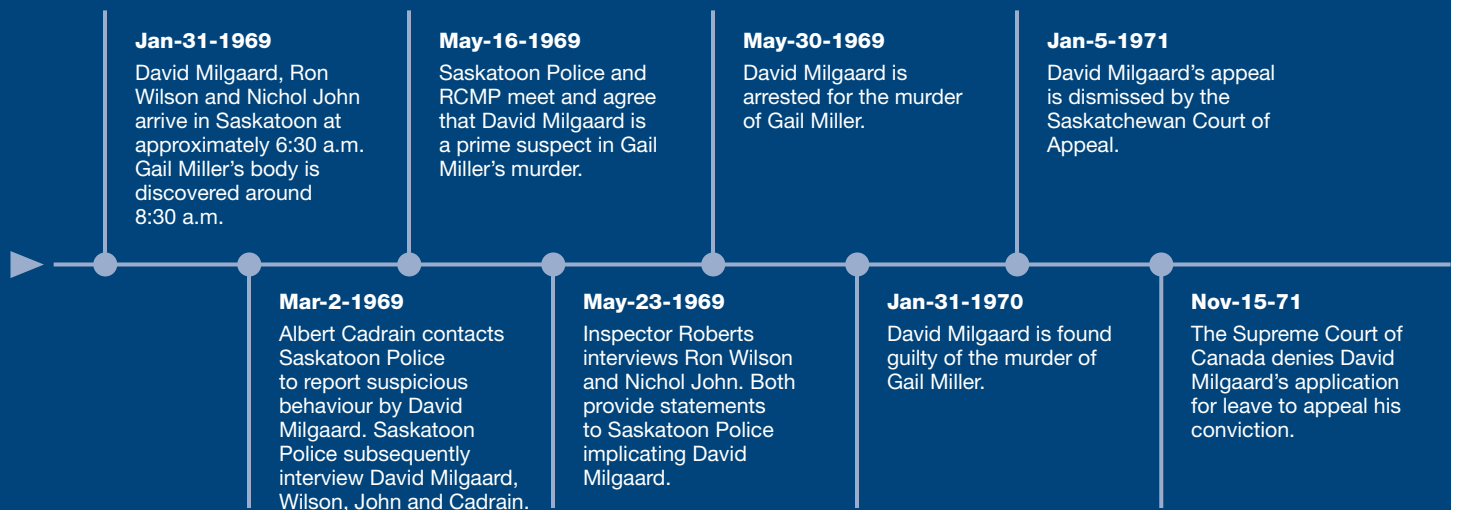 Jan-31-1969
David Milgaard, Ron
Wilson and Nichol John
arrive in Saskatoon at
approximately 6:30 a.m.
Gail Miller’s body is
discovered around
8:30 a.m.
Mar-2-1969
Albert Cadrain contacts
Saskatoon Police
to report suspicious
behaviour by David
Milgaard. Saskatoon
Police subsequently
interview David Milgaard,
Wilson, John and Cadrain.
May-16-1969
Saskatoon Police and
RCMP meet and agree
that David Milgaard is
a prime suspect in Gail
Miller’s murder.
May-23-1969
Inspector Roberts
interviews Ron Wilson
and Nichol John. Both
provide statements
to Saskatoon Police
implicating David
Milgaard.
May-30-1969
David Milgaard is
arrested for the murder
of Gail Miller.
Jan-31-1970
David Milgaard is found
guilty of the murder of
Gail Miller.
Jan-5-1971
David Milgaard’s appeal
is dismissed by the
Saskatchewan Court of
Appeal.
Nov-15-71
The Supreme Court of
Canada denies David
Milgaard’s application
for leave to appeal his
conviction.